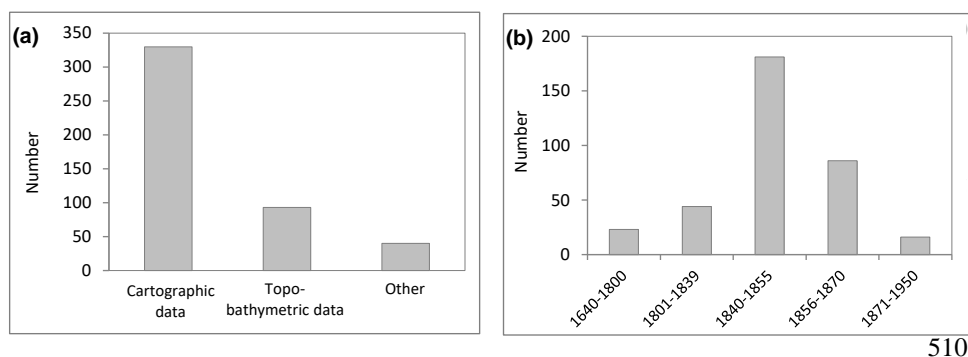 (a)
350
300
250
200
150
100
50
0
Number
Cartographic
data
Topo-
bathymetric data
Other
(b)
200
150
100
50
0
Number
1640-1800
1801-1839
1840-1855
1856-1870
1871-1950
510